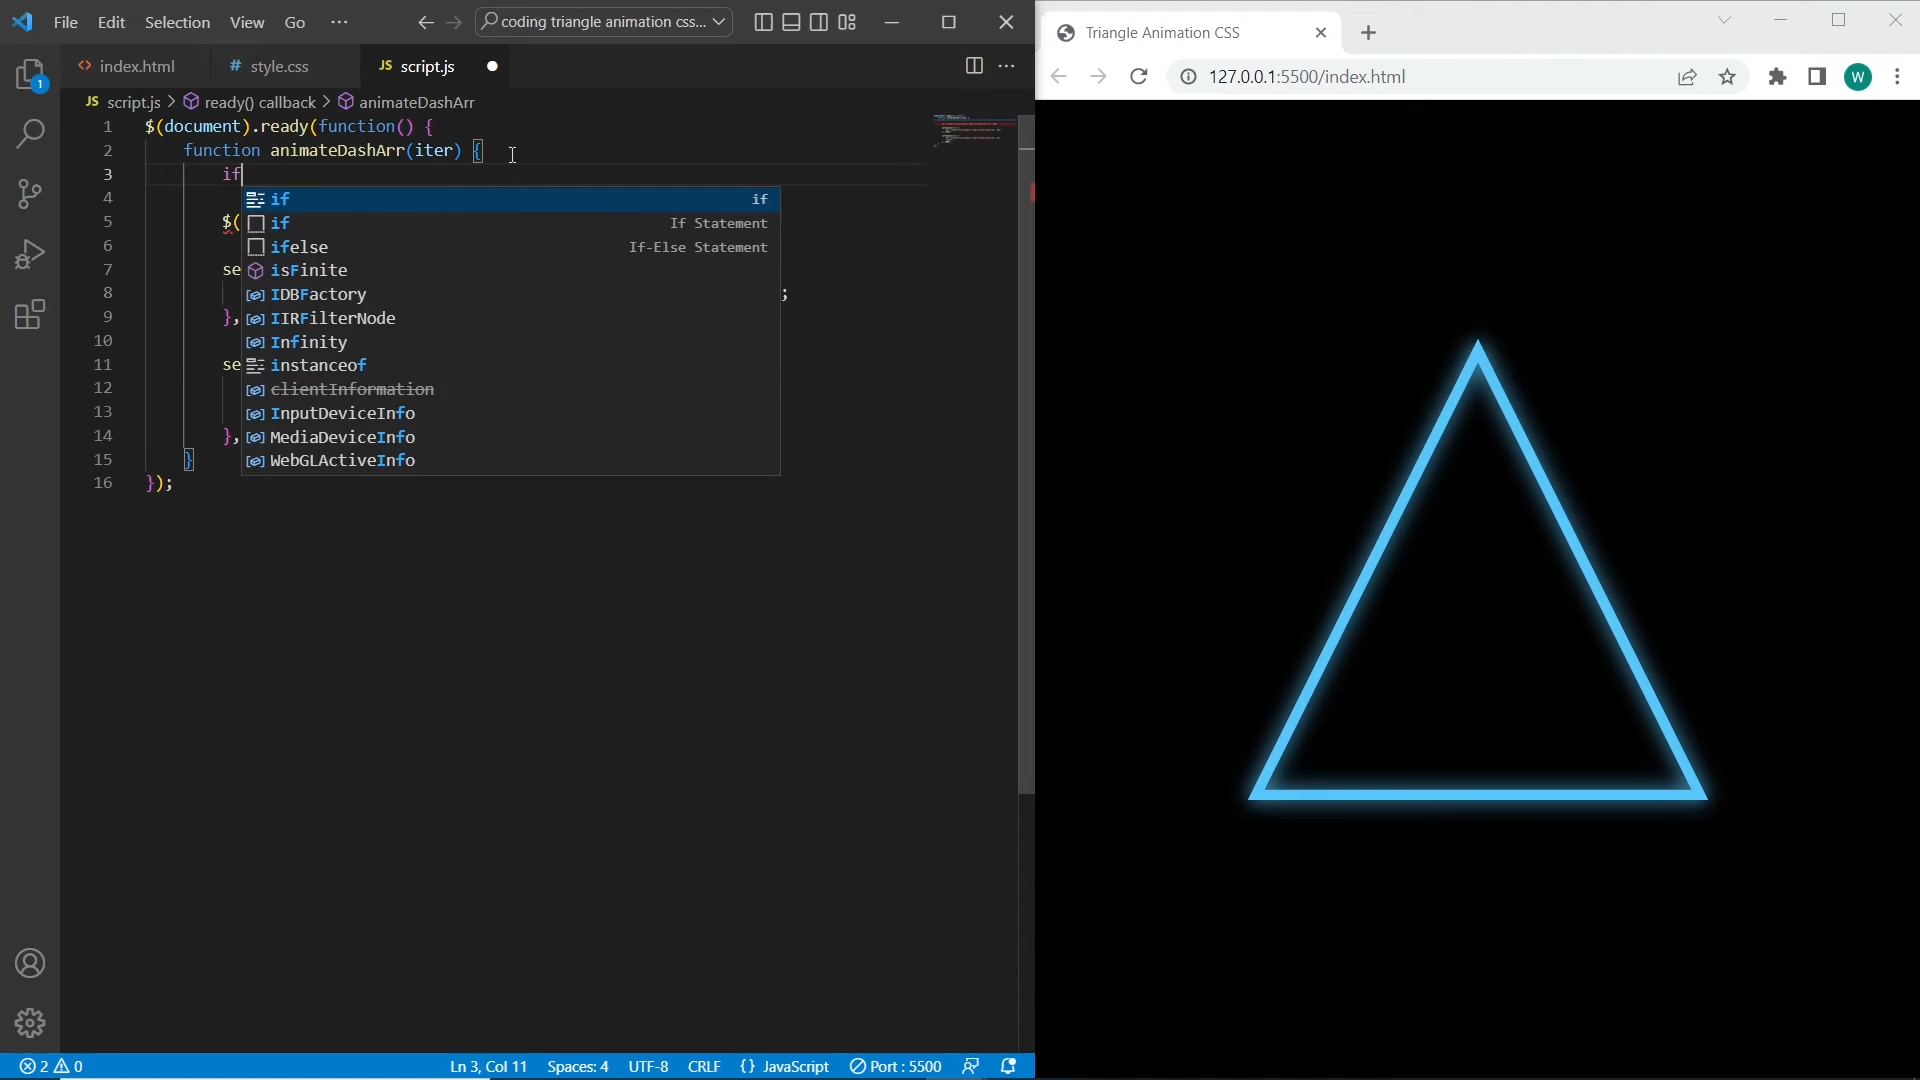 File Edit Selection View Go ··· coding triangle animation css...
index.html # style.css JS script.js
JS script.js > ready() callback > animateDashArr
1 $(document).ready(function() {
2 function animateDashArr(iter) {
3 if
4
5 $(
6
7 se
8 ;
9 },
10
11 se
12
13
14 },
15 }
16 });
if if
if If Statement
ifelse If-Else Statement
isFinite
IDBFactory
IIRFilterNode
Infinity
instanceof
clientInformation
InputDeviceInfo
MediaDeviceInfo
WebGLActiveInfo
1
2 0 Ln 3, Col 11 Spaces: 4 UTF-8 CRLF {} JavaScript Port : 5500
Triangle Animation CSS
127.0.0.1:5500/index.html
W